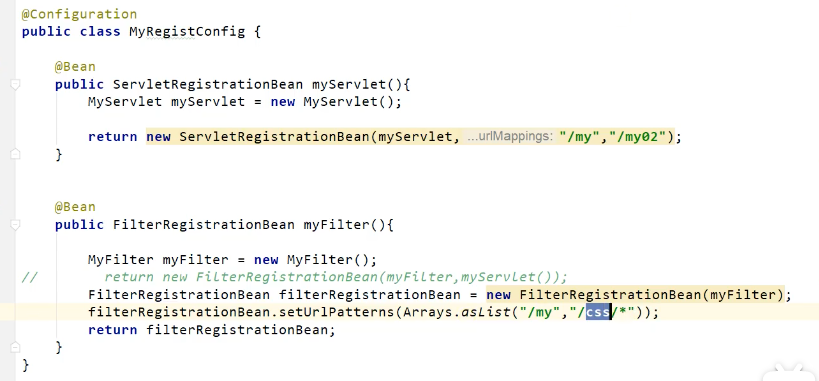 @Configuration
public class MyRegistConfig {
@Bean
public ServletRegistrationBean myServlet(){
MyServlet myServlet = new MyServlet();
return new ServletRegistrationBean(myServlet, ...urlMappings: "/my","/my02");
}
@Bean
public FilterRegistrationBean myFilter(){
MyFilter myFilter = new MyFilter();
// return new FilterRegistrationBean(myFilter,myServlet());
FilterRegistrationBean filterRegistrationBean = new FilterRegistrationBean(myFilter);
filterRegistrationBean.setUrlPatterns(Arrays.asList("/my","/css/*"));
return filterRegistrationBean;
}
}